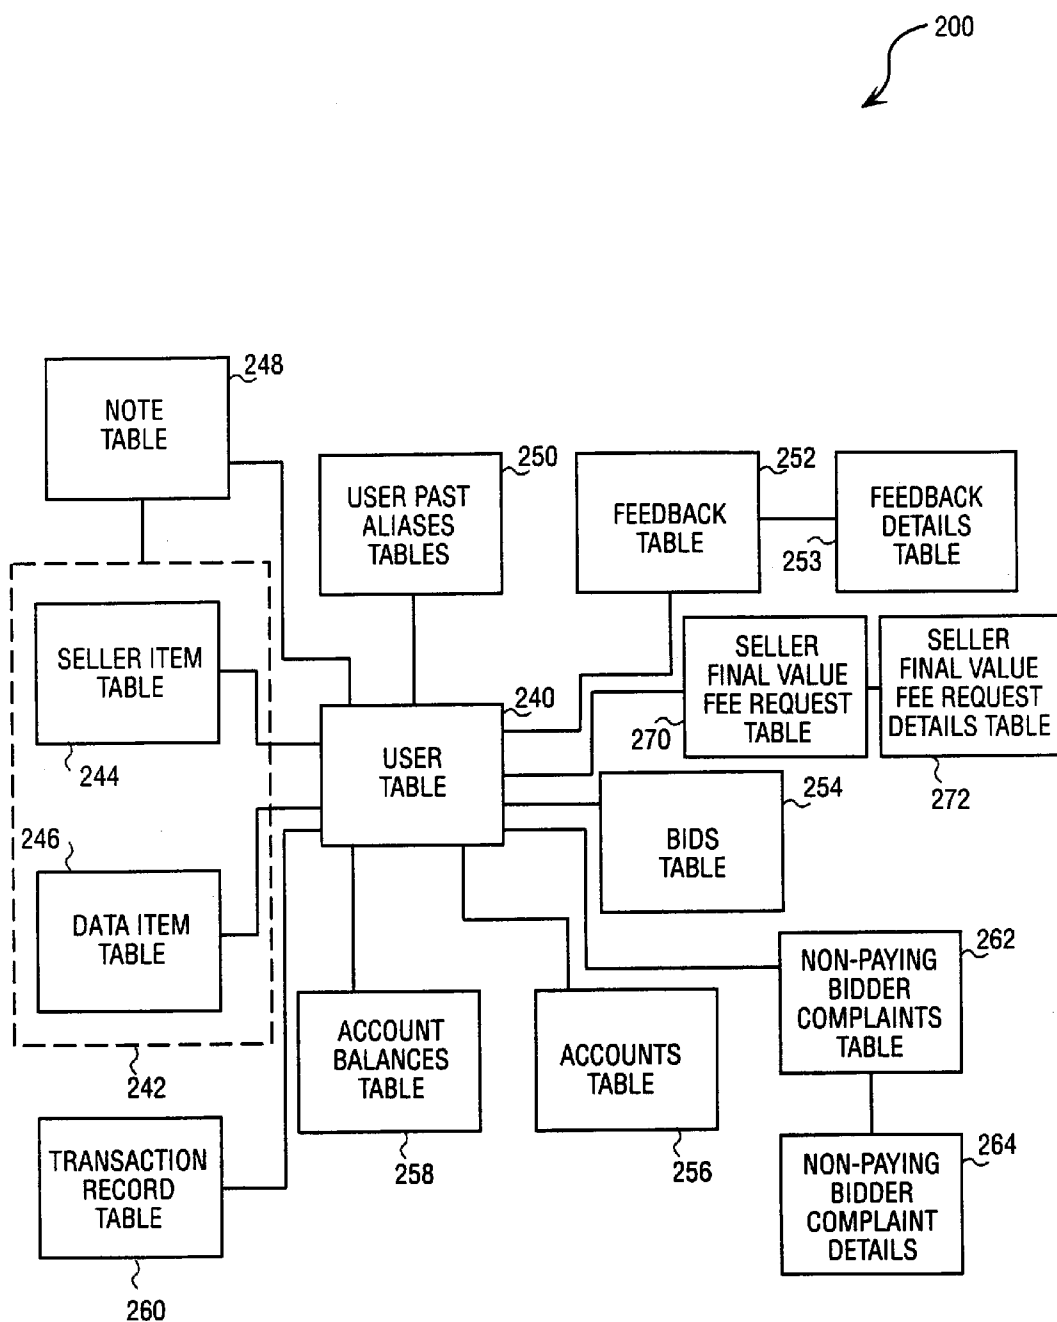 200
248
NOTE
TABLE
250
USER PAST
ALIASES
TABLES
252
FEEDBACK
TABLE
FEEDBACK
DETAILS
TABLE
253
SELLER ITEM
TABLE
244
SELLER
FINAL VALUE
FEE REQUEST
TABLE
270
SELLER
FINAL VALUE
FEE REQUEST
DETAILS TABLE
272
240
USER
TABLE
254
BIDS
TABLE
246
DATA ITEM
TABLE
242
262
NON-PAYING
BIDDER
COMPLAINTS
TABLE
ACCOUNT
BALANCES
TABLE
258
ACCOUNTS
TABLE
256
TRANSACTION
RECORD
TABLE
260
264
NON-PAYING
BIDDER
COMPLAINT
DETAILS